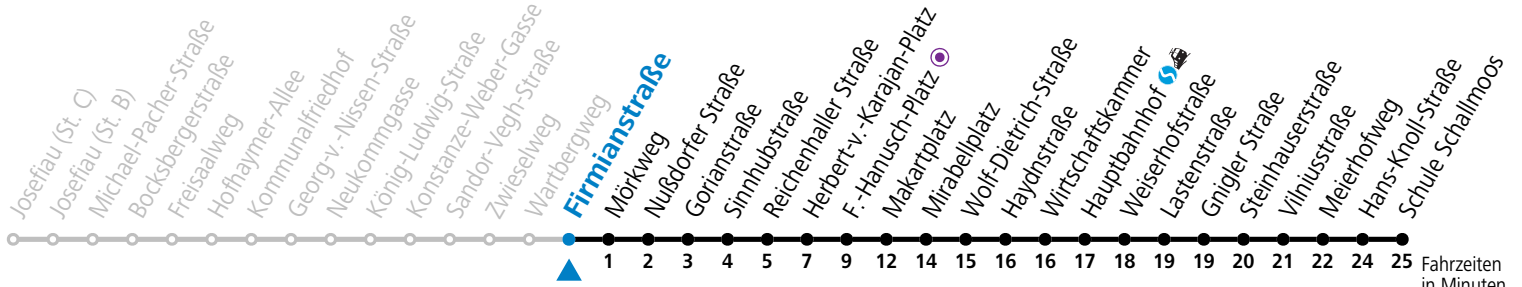 Josefiau (St. C)
Josefiau (St. B)
Michael-Pacher-Straße
Bocksbergerstraße
Freisaalweg
Hofhaymer-Allee
Kommunalfriedhof
Georg-v.-Nissen-Straße
Neukommgasse
König-Ludwig-Straße
Konstanze-Weber-Gasse
Sandor-Vegh-Straße
Zwieselweg
Wartbergweg
Firmianstraße
Mörkweg
Nußdorfer Straße
Gorianstraße
Sinnhubstraße
Reichenhaller Straße
Herbert-v.-Karajan-Platz
F.-Hanusch-Platz
Makartplatz
Mirabellplatz
Wolf-Dietrich-Straße
Haydnstraße
Wirtschaftskammer
Hauptbahnhof
Weiserhofstraße
Lastenstraße
Gnigler Straße
Steinhauserstraße
Vilniusstraße
Meierhofweg
Hans-Knoll-Straße
Schule Schallmoos
1 2 3 4 5 7 9 12 14 15 16 16 17 18 19 19 20 21 22 24 25 Fahrzeiten
in Minuten